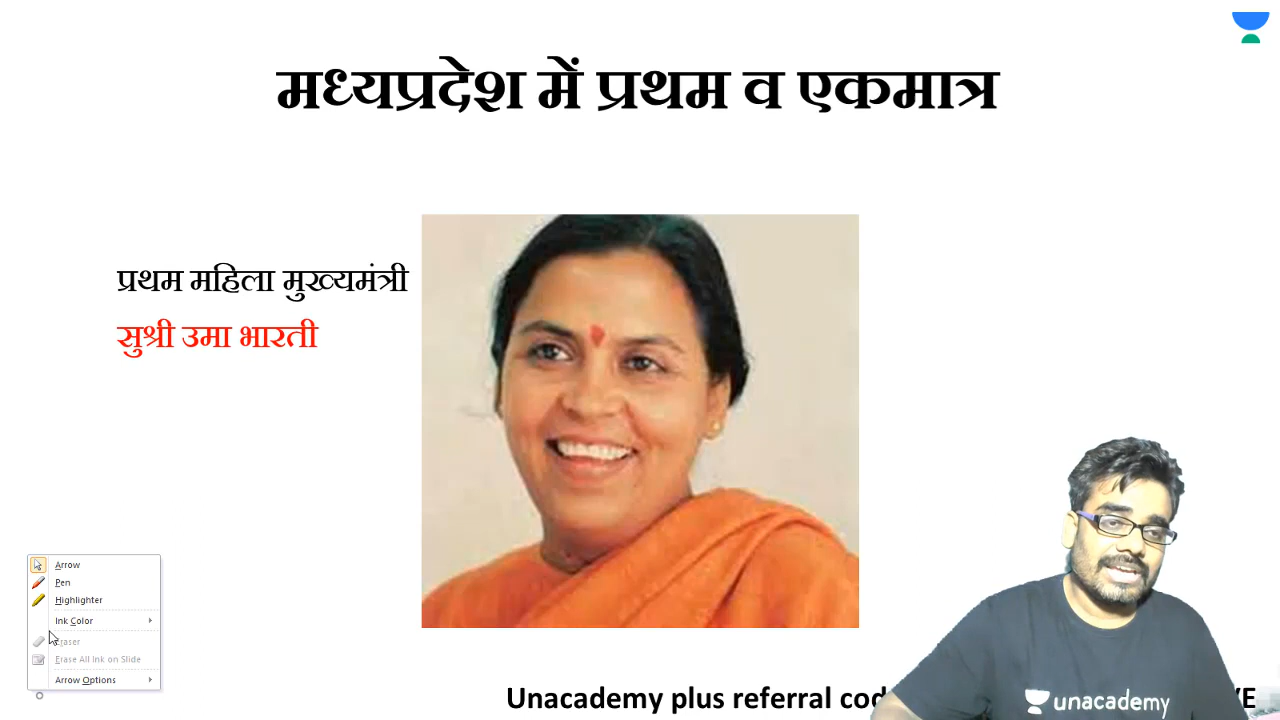 मध्यप्रदेश में प्रथम व एकमात्र
प्रथम महिला मुख्यमंत्री
सुश्री उमा भारती
Arrow
Pen
Highlighter
Ink Color
Eraser
Erase All Ink on Slide
Arrow Options
unacademy
Unacademy plus referral